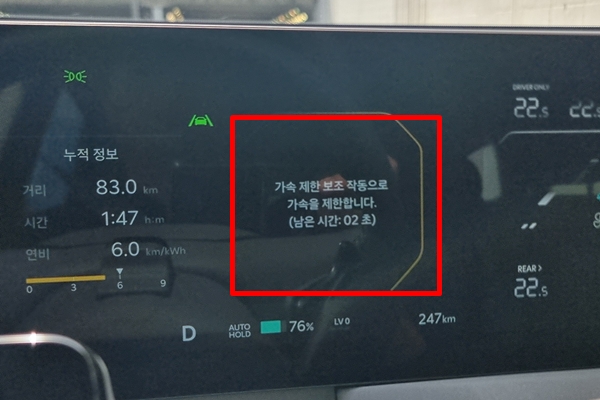 DRIVER ONLY
22.5
22.5
누적 정보
거리 83.0 km
시간 1:47 h:m
연비 6.0 km/kWh
0 3 6 9
가속 제한 보조 작동으로
가속을 제한합니다.
(남은 시간: 02 초)
REAR >
22.5
D AUTO HOLD 76% LV 0 247km